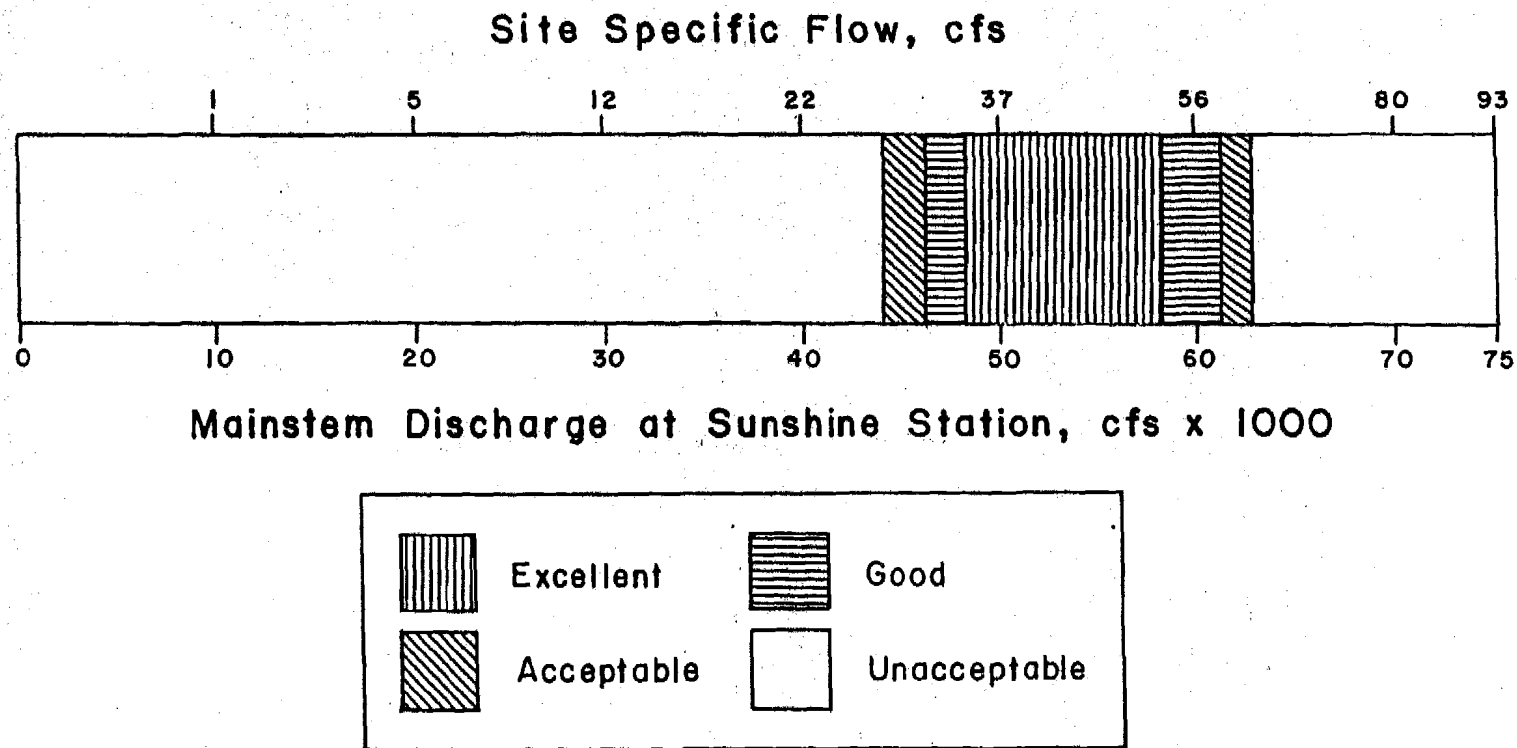 Site Specific Flow, cfs
1 5 12 22 37 56 80 93
0 10 20 30 40 50 60 70 75
Mainstem Discharge at Sunshine Station, cfs x 1000
Excellent Good
Acceptable Unacceptable